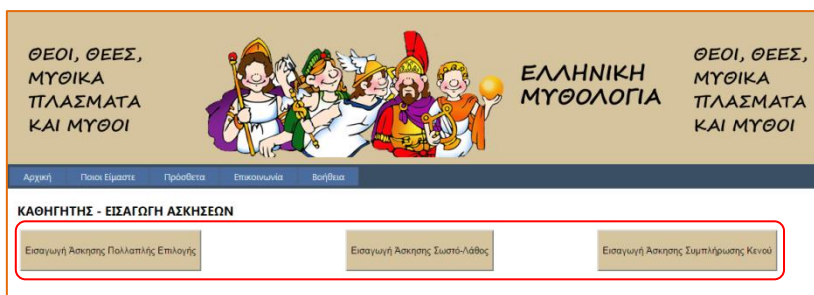 ΘΕΟΙ, ΘΕΕΣ,
ΜΥΘΙΚΑ
ΠΛΑΣΜΑΤΑ
ΚΑΙ ΜΥΘΟΙ
ΕΛΛΗΝΙΚΗ
ΜΥΘΟΛΟΓΙΑ
ΘΕΟΙ, ΘΕΕΣ,
ΜΥΘΙΚΑ
ΠΛΑΣΜΑΤΑ
ΚΑΙ ΜΥΘΟΙ
Αρχική Ποιοι Είμαστε Πρόσθετα Επικοινωνία Βοήθεια
ΚΑΘΗΓΗΤΗΣ - ΕΙΣΑΓΩΓΗ ΑΣΚΗΣΕΩΝ
Εισαγωγή Άσκησης Πολλαπλής Επιλογής Εισαγωγή Άσκησης Σωστό-Λάθος Εισαγωγή Άσκησης Συμπλήρωσης Κενού